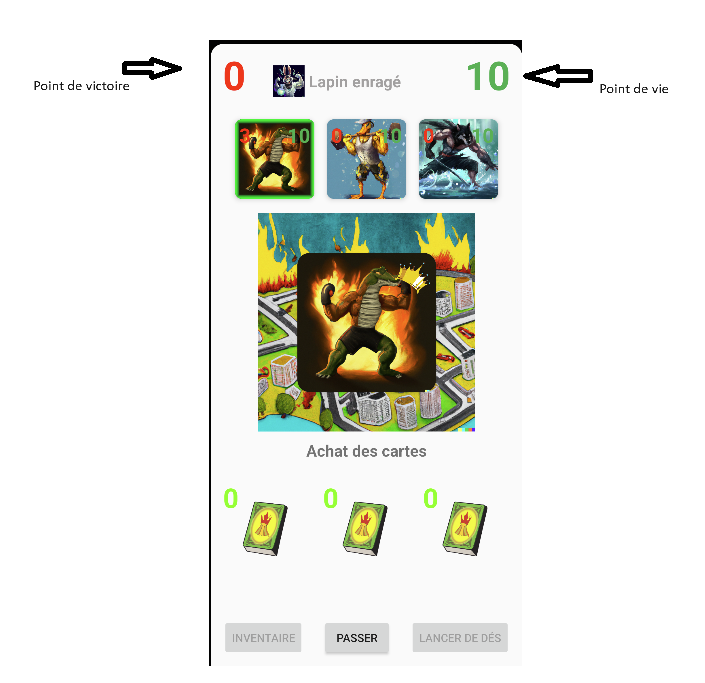 0 Lapin enragé 10
Point de victoire
Point de vie
3 10 0 10 0 10
Achat des cartes
0 0 0
INVENTAIRE PASSER LANCER DE DÉS